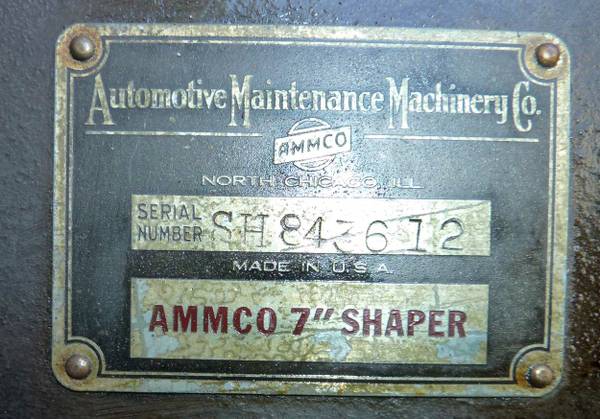 Automotive Maintenance Machinery Co.
AMMCO
NORTH CHICAGO, ILL.
SERIAL NUMBER SH 843612
MADE IN U.S.A.
AMMCO 7" SHAPER